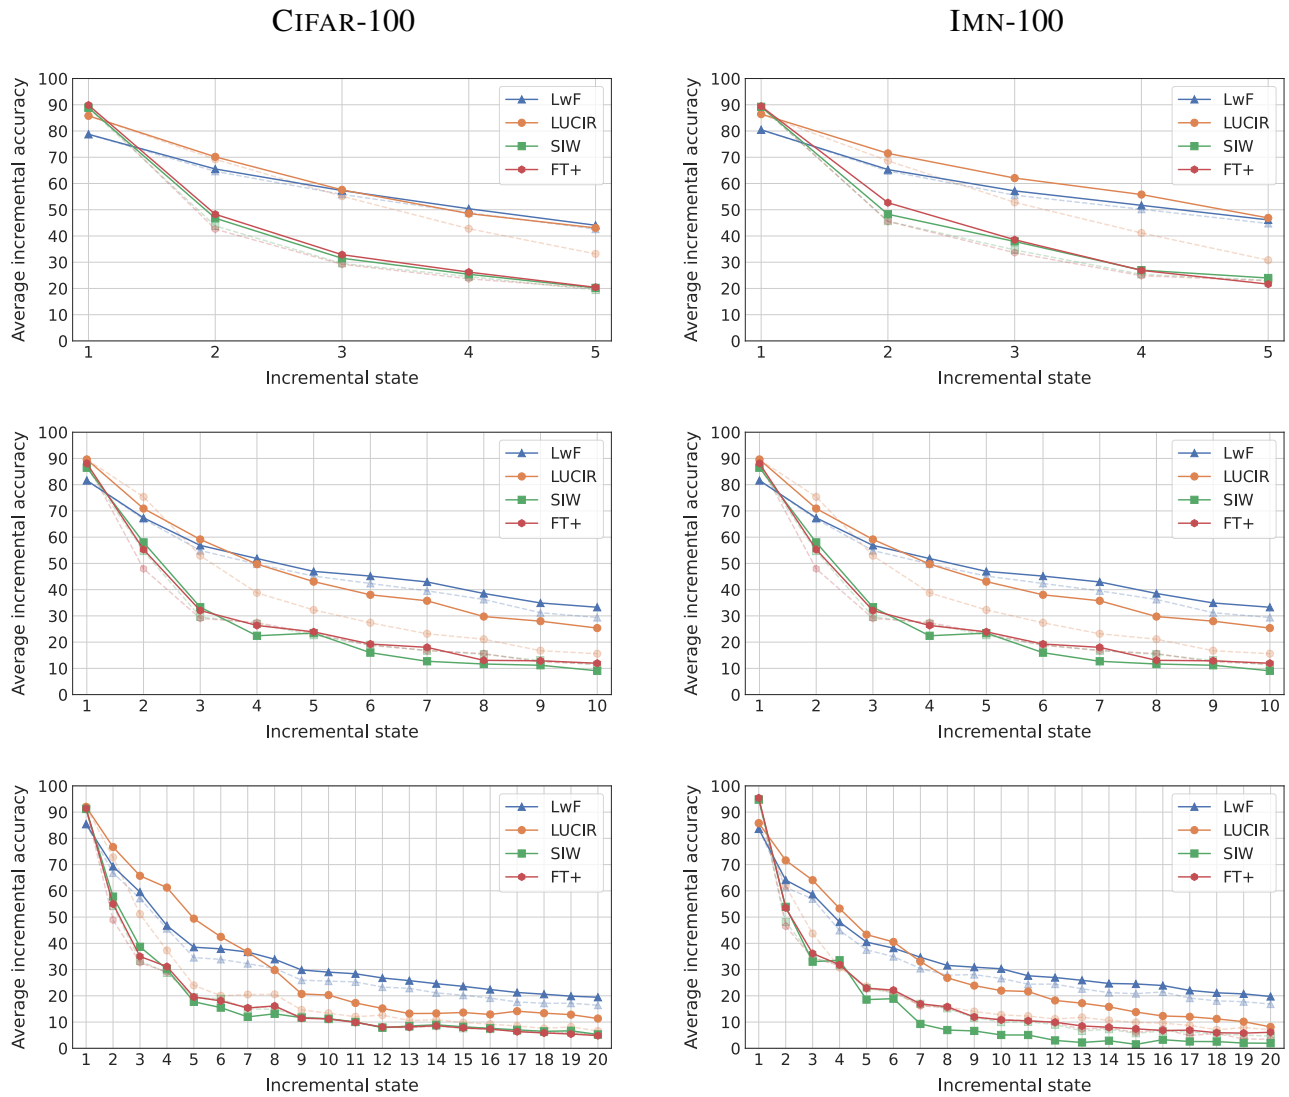 CIFAR-100
IMN-100
Average incremental accuracy
100
90
80
70
60
50
40
30
20
10
0
LwF
LUCIR
SIW
FT+
1 2 3 4 5
Incremental state
Average incremental accuracy
100
90
80
70
60
50
40
30
20
10
0
LwF
LUCIR
SIW
FT+
1 2 3 4 5
Incremental state
Average incremental accuracy
100
90
80
70
60
50
40
30
20
10
0
LwF
LUCIR
SIW
FT+
1 2 3 4 5 6 7 8 9 10
Incremental state
Average incremental accuracy
100
90
80
70
60
50
40
30
20
10
0
LwF
LUCIR
SIW
FT+
1 2 3 4 5 6 7 8 9 10
Incremental state
Average incremental accuracy
100
90
80
70
60
50
40
30
20
10
0
LwF
LUCIR
SIW
FT+
1 2 3 4 5 6 7 8 9 10 11 12 13 14 15 16 17 18 19 20
Incremental state
Average incremental accuracy
100
90
80
70
60
50
40
30
20
10
0
LwF
LUCIR
SIW
FT+
1 2 3 4 5 6 7 8 9 10 11 12 13 14 15 16 17 18 19 20
Incremental state